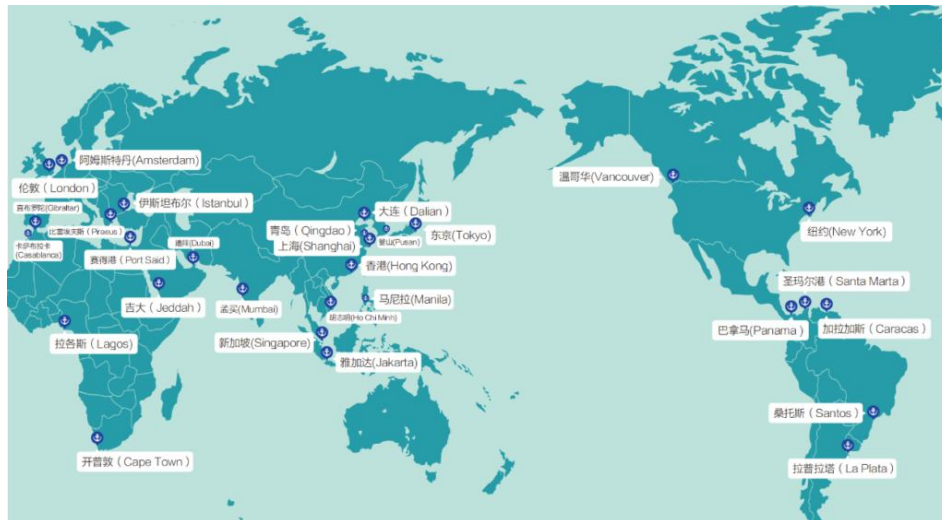 阿姆斯特丹(Amsterdam)
伦敦（London）
直布罗陀(Gibraltar)
伊斯坦布尔（Istanbul）
比雷埃夫斯（Piraeus
卡萨布拉卡
(Casablanca)
赛得港（Port Said）
迪拜(Dubai)
吉大（Jeddah）
孟买(Mumbai)
拉各斯（Lagos）
开普敦（Cape Town）
大连（Dalian）
青岛（Qingdao）
上海(Shanghai)
釜山(Pusan)
东京(Tokyo)
香港(Hong Kong)
马尼拉(Manila)
胡志明(Ho Chi Minh)
新加坡(Singapore)
雅加达(Jakarta)
温哥华(Vancouver)
纽约(New York)
圣玛尔港（Santa Marta）
巴拿马(Panama）
加拉加斯（Caracas）
桑托斯（Santos）
拉普拉塔（La Plata）